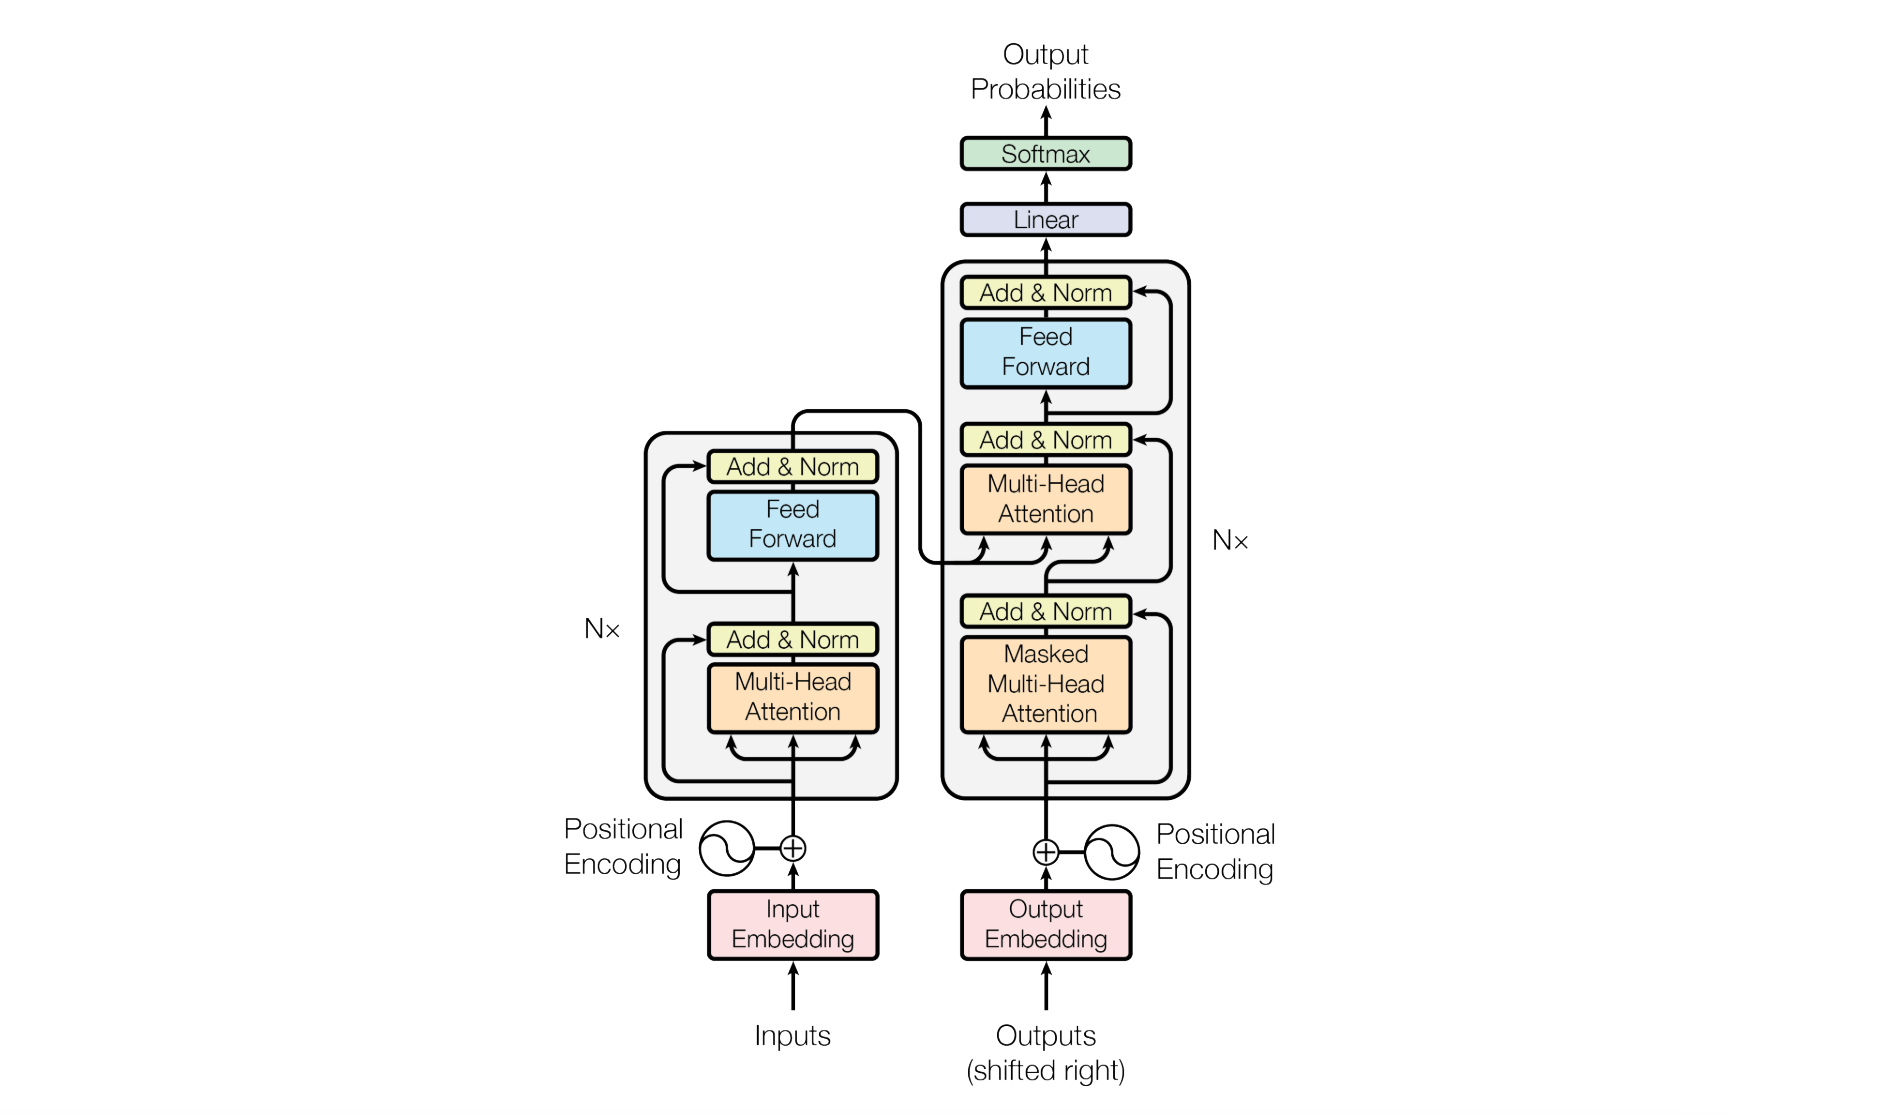 Output
Probabilities
Softmax
Linear
Add & Norm
Feed
Forward
Add & Norm
Multi-Head
Attention
Add & Norm
Masked
Multi-Head
Attention
Nx
Add & Norm
Feed
Forward
Add & Norm
Multi-Head
Attention
N×
Positional
Encoding
Positional
Encoding
Input
Embedding
Output
Embedding
Inputs
Outputs
(shifted right)